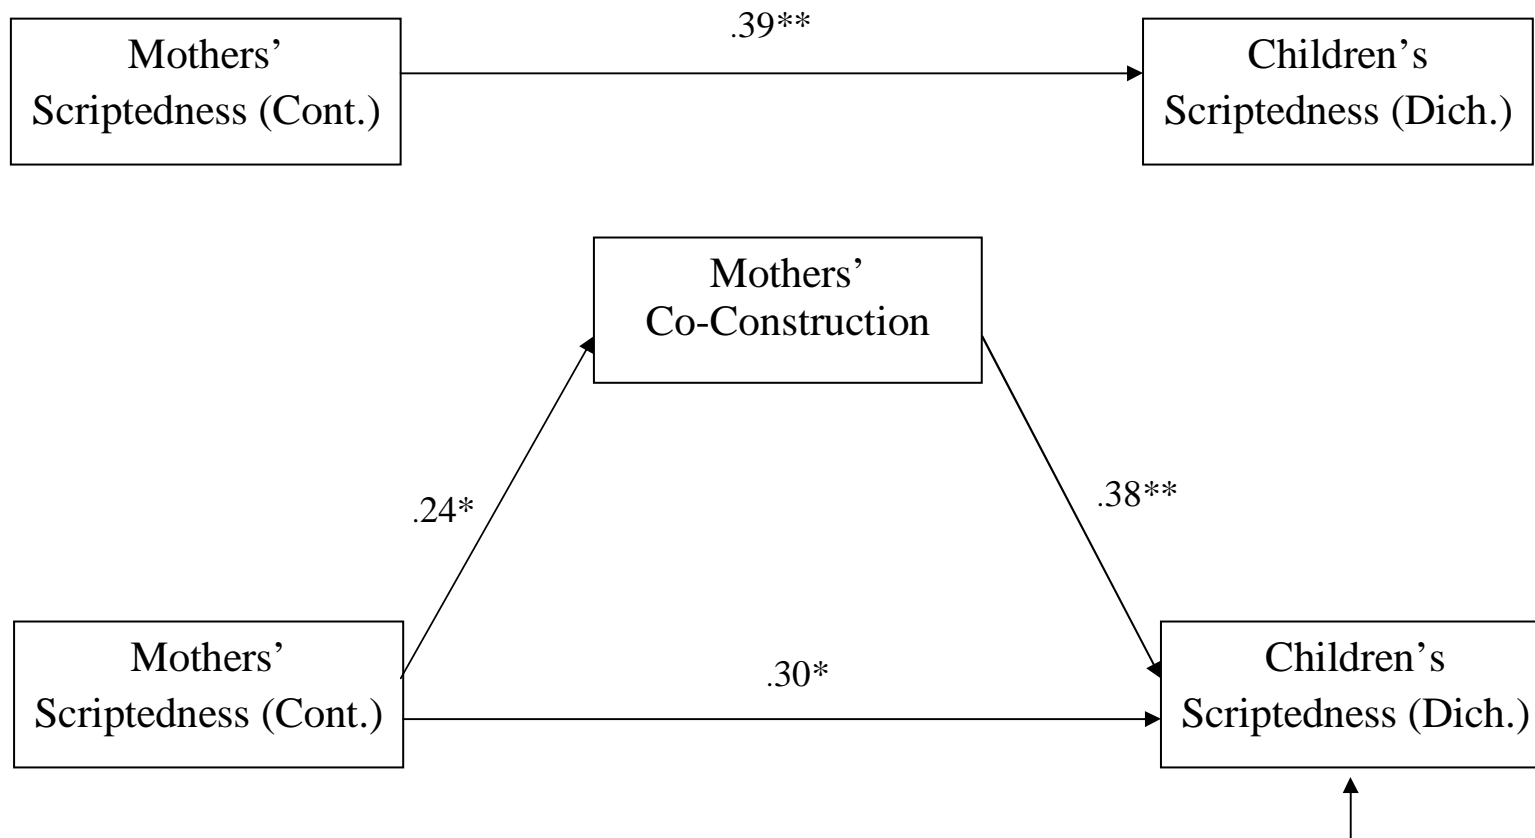 .39**
Mothers’
Scriptedness (Cont.)
Children’s
Scriptedness (Dich.)
Mothers’
Co-Construction
.24*
.38**
Mothers’
Scriptedness (Cont.)
.30*
Children’s
Scriptedness (Dich.)